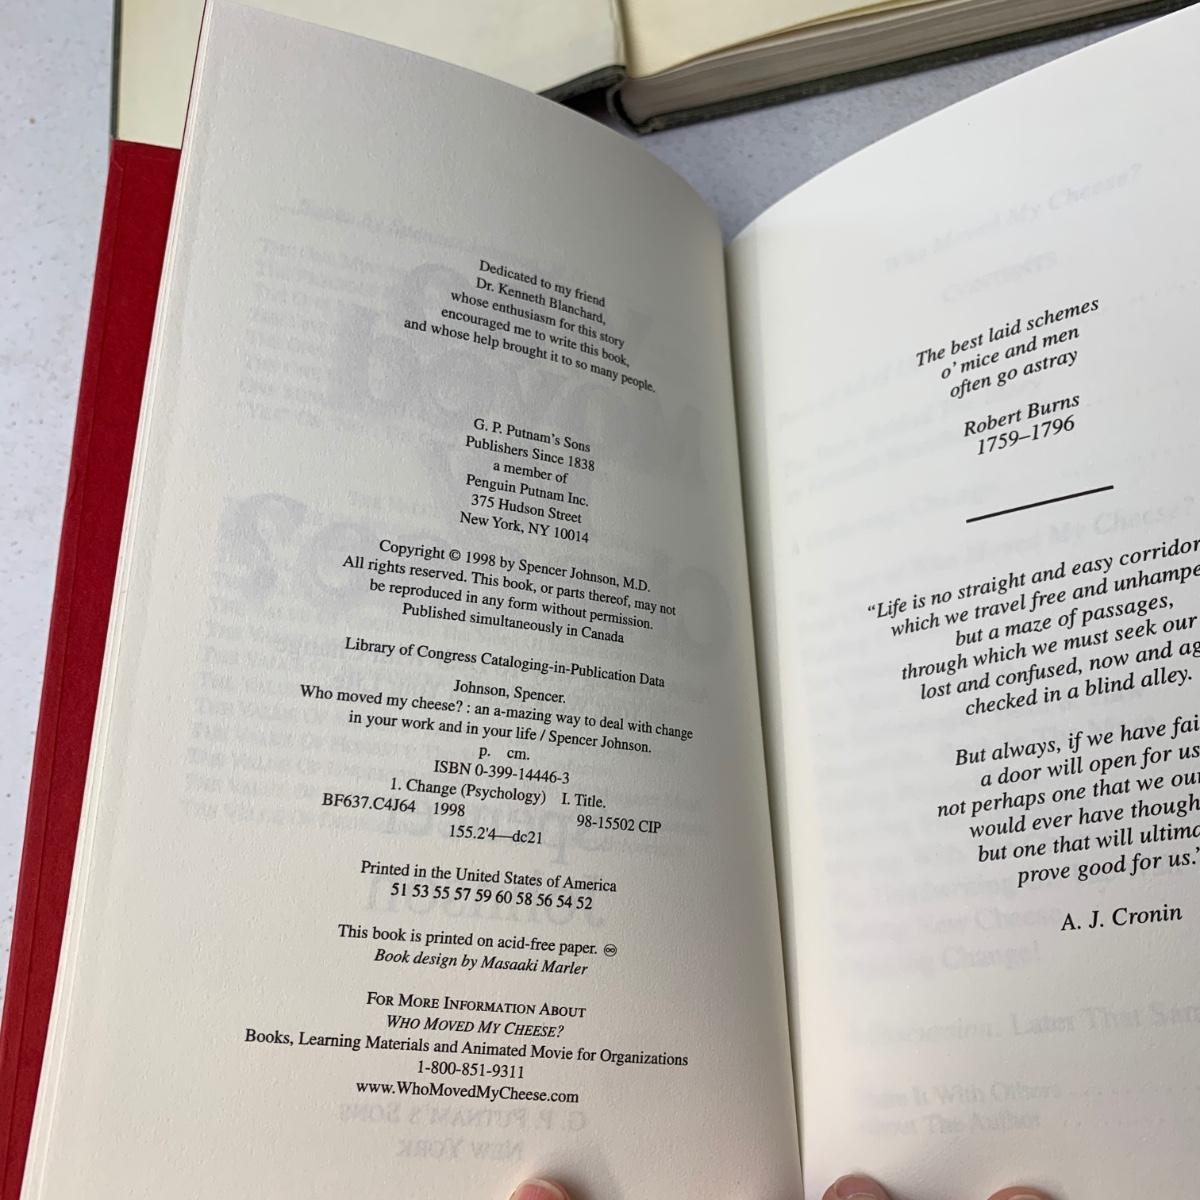 Dedicated to my friend
Dr. Kenneth Blanchard,
whose enthusiasm for this story
encouraged me to write this book,
and whose help brought it to so many people.
G. P. Putnam's Sons
Publishers Since 1838
a member of
Penguin Putnam Inc.
375 Hudson Street
New York, NY 10014
Copyright © 1998 by Spencer Johnson, M.D.
All rights reserved. This book, or parts thereof, may not
be reproduced in any form without permission.
Published simultaneously in Canada
Library of Congress Cataloging-in-Publication Data
Johnson, Spencer.
Who moved my cheese? : an a-mazing way to deal with change
in your work and in your life / Spencer Johnson.
p. cm.
ISBN 0-399-14446-3
1. Change (Psychology) I. Title.
BF637.C4J64 1998 98-15502 CIP
155.2'4—dc21
Printed in the United States of America
51 53 55 57 59 60 58 56 54 52
This book is printed on acid-free paper. ♾
Book design by Masaaki Marler
FOR MORE INFORMATION ABOUT
WHO MOVED MY CHEESE?
Books, Learning Materials and Animated Movie for Organizations
1-800-851-9311
www.WhoMovedMyCheese.com
The best laid schemes
o' mice and men
often go astray
Robert Burns
1759–1796
"Life is no straight and easy corridor
which we travel free and unhampe
but a maze of passages,
through which we must seek our
lost and confused, now and ag
checked in a blind alley.
But always, if we have fai
a door will open for us
not perhaps one that we our
would ever have though
but one that will ultima
prove good for us."
A. J. Cronin